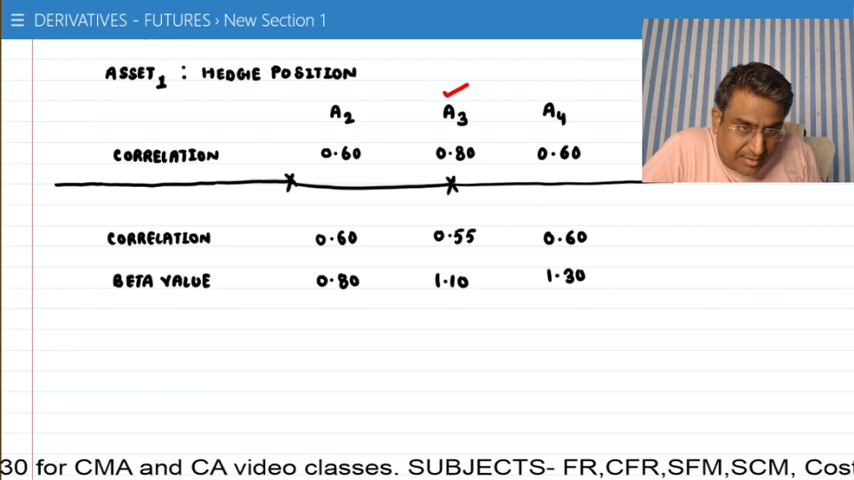 DERIVATIVES - FUTURES › New Section 1
ASSET1 : HEDGE POSITION
A2 A3 A4
CORRELATION 0.60 0.80 0.60
CORRELATION 0.60 0.55 0.60
BETA VALUE 0.80 1.10 1.30
30 for CMA and CA video classes. SUBJECTS- FR,CFR,SFM,SCM, Cost